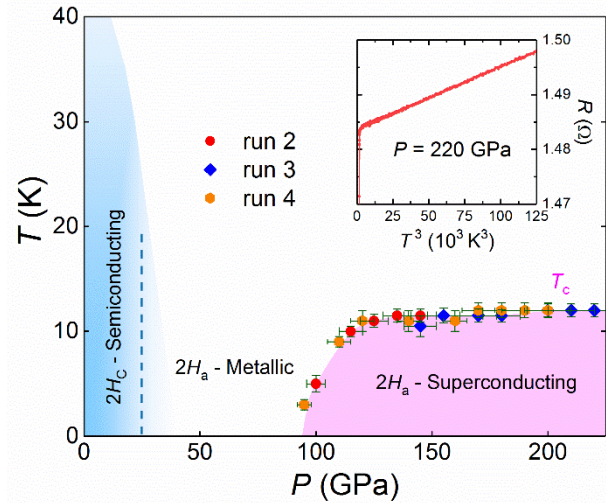 40
30
20
10
0
T (K)
run 2
run 3
run 4
1.50
1.49
1.48
1.47
R (Ω)
P = 220 GPa
0 25 50 75 100 125
T³ (10³ K³)
2H_C - Semiconducting
2H_a - Metallic
T_c
2H_a - Superconducting
0 50 100 150 200
P (GPa)